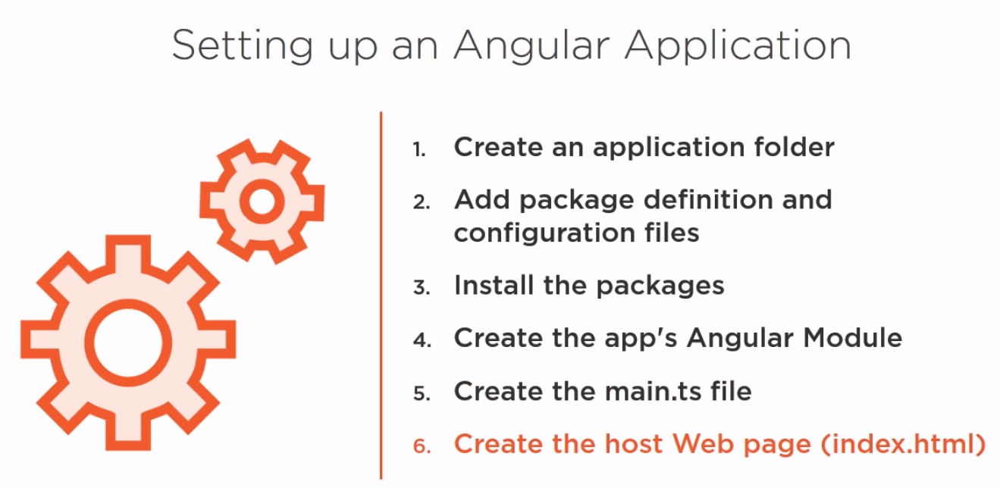 Setting up an Angular Application
1. Create an application folder
2. Add package definition and
configuration files
3. Install the packages
4. Create the app's Angular Module
5. Create the main.ts file
6. Create the host Web page (index.html)